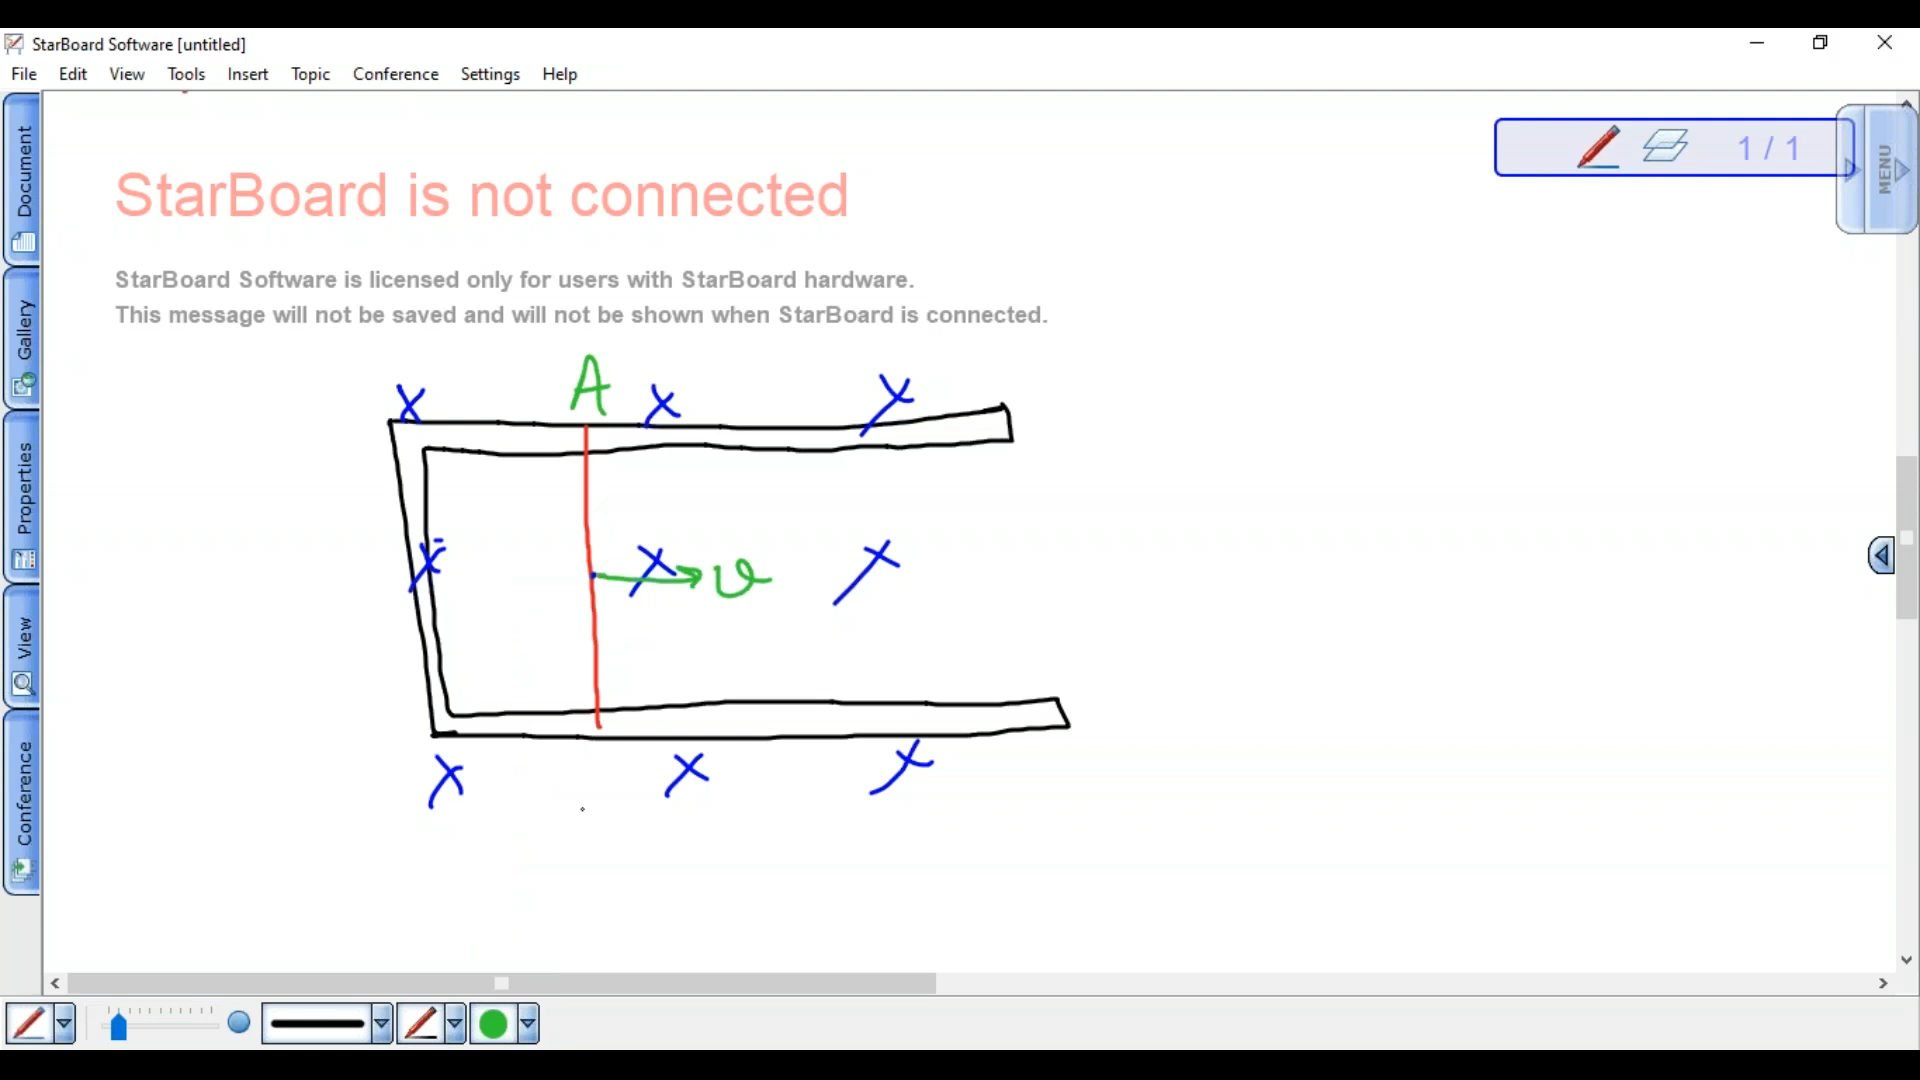 StarBoard Software [untitled]
File Edit View Tools Insert Topic Conference Settings Help
Document
Gallery
Properties
View
Conference
1 / 1
MENU
StarBoard is not connected
StarBoard Software is licensed only for users with StarBoard hardware.
This message will not be saved and will not be shown when StarBoard is connected.
A
x x x
x x v x
x x x